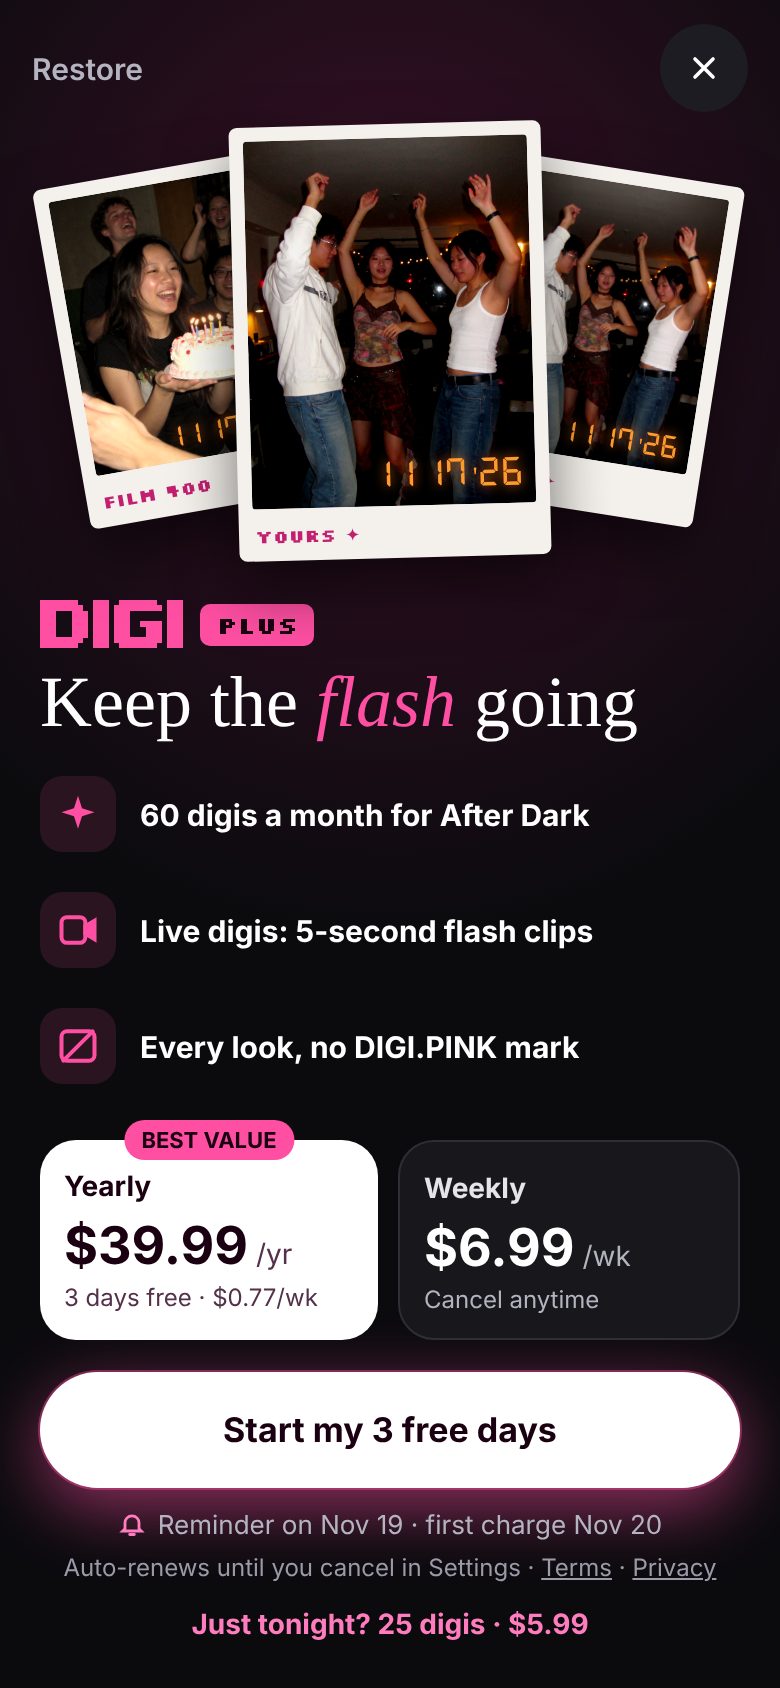 Restore
11 17
FILM 400
11 17 '26
YOURS ✦
11 17 '26
DIGI PLUS
Keep the flash going
60 digis a month for After Dark
Live digis: 5-second flash clips
Every look, no DIGI.PINK mark
BEST VALUE
Yearly
$39.99 /yr
3 days free · $0.77/wk
Weekly
$6.99 /wk
Cancel anytime
Start my 3 free days
Reminder on Nov 19 · first charge Nov 20
Auto-renews until you cancel in Settings · Terms · Privacy
Just tonight? 25 digis · $5.99